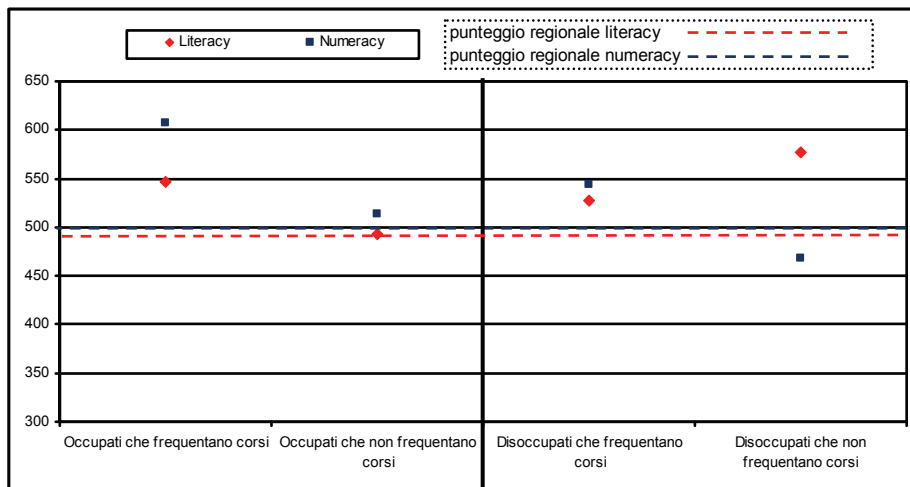 Literacy
Numeracy
punteggio regionale literacy
punteggio regionale numeracy
650
600
550
500
450
400
350
300
Occupati che frequentano corsi
Occupati che non frequentano
corsi
Disoccupati che frequentano
corsi
Disoccupati che non
frequentano corsi